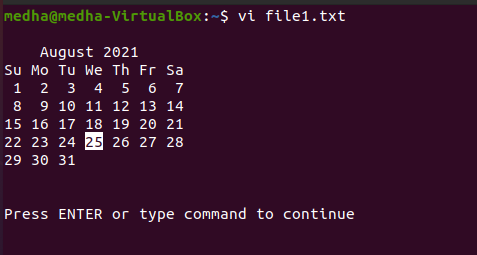 medha@medha-VirtualBox:~$ vi file1.txt
August 2021
Su Mo Tu We Th Fr Sa
1 2 3 4 5 6 7
8 9 10 11 12 13 14
15 16 17 18 19 20 21
22 23 24 25 26 27 28
29 30 31
Press ENTER or type command to continue